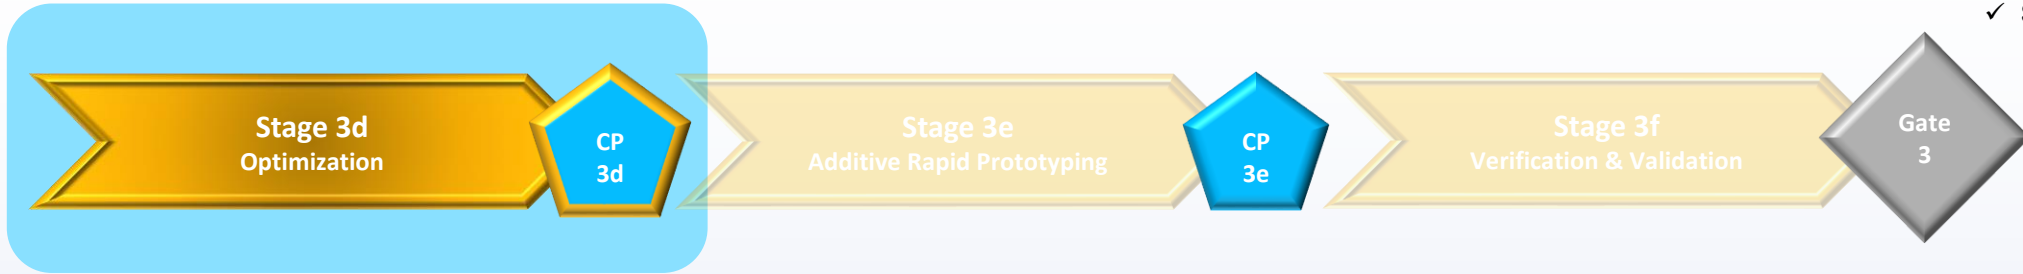 Stage 3d
Optimization
CP
3d
Stage 3e
Additive Rapid Prototyping
CP
3e
Stage 3f
Verification & Validation
Gate
3